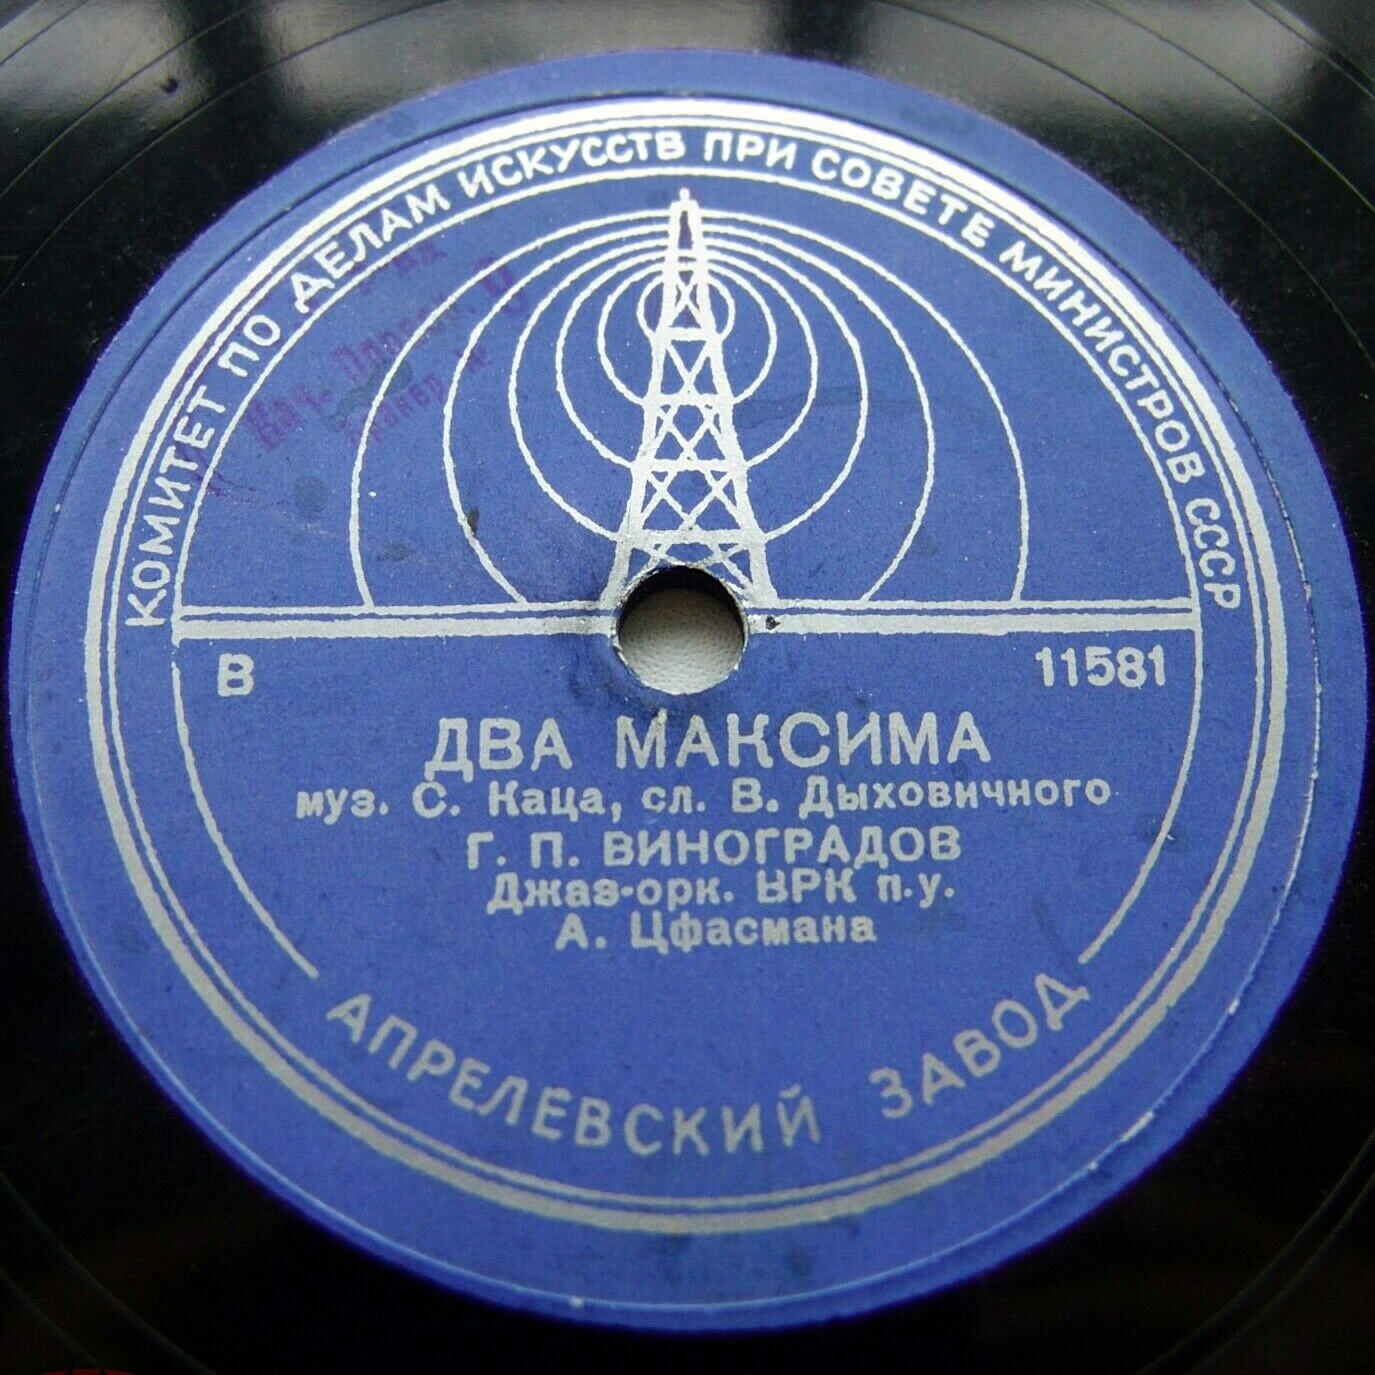 КОМИТЕТ ПО ДЕЛАМ ИСКУССТВ ПРИ СОВЕТЕ МИНИСТРОВ СССР
В 11581
ДВА МАКСИМА
муз. С. Каца, сл. В. Дыховичного
Г. П. ВИНОГРАДОВ
Джаз-орк. ВРК п.у.
А. Цфасмана
АПРЕЛЕВСКИЙ ЗАВОД